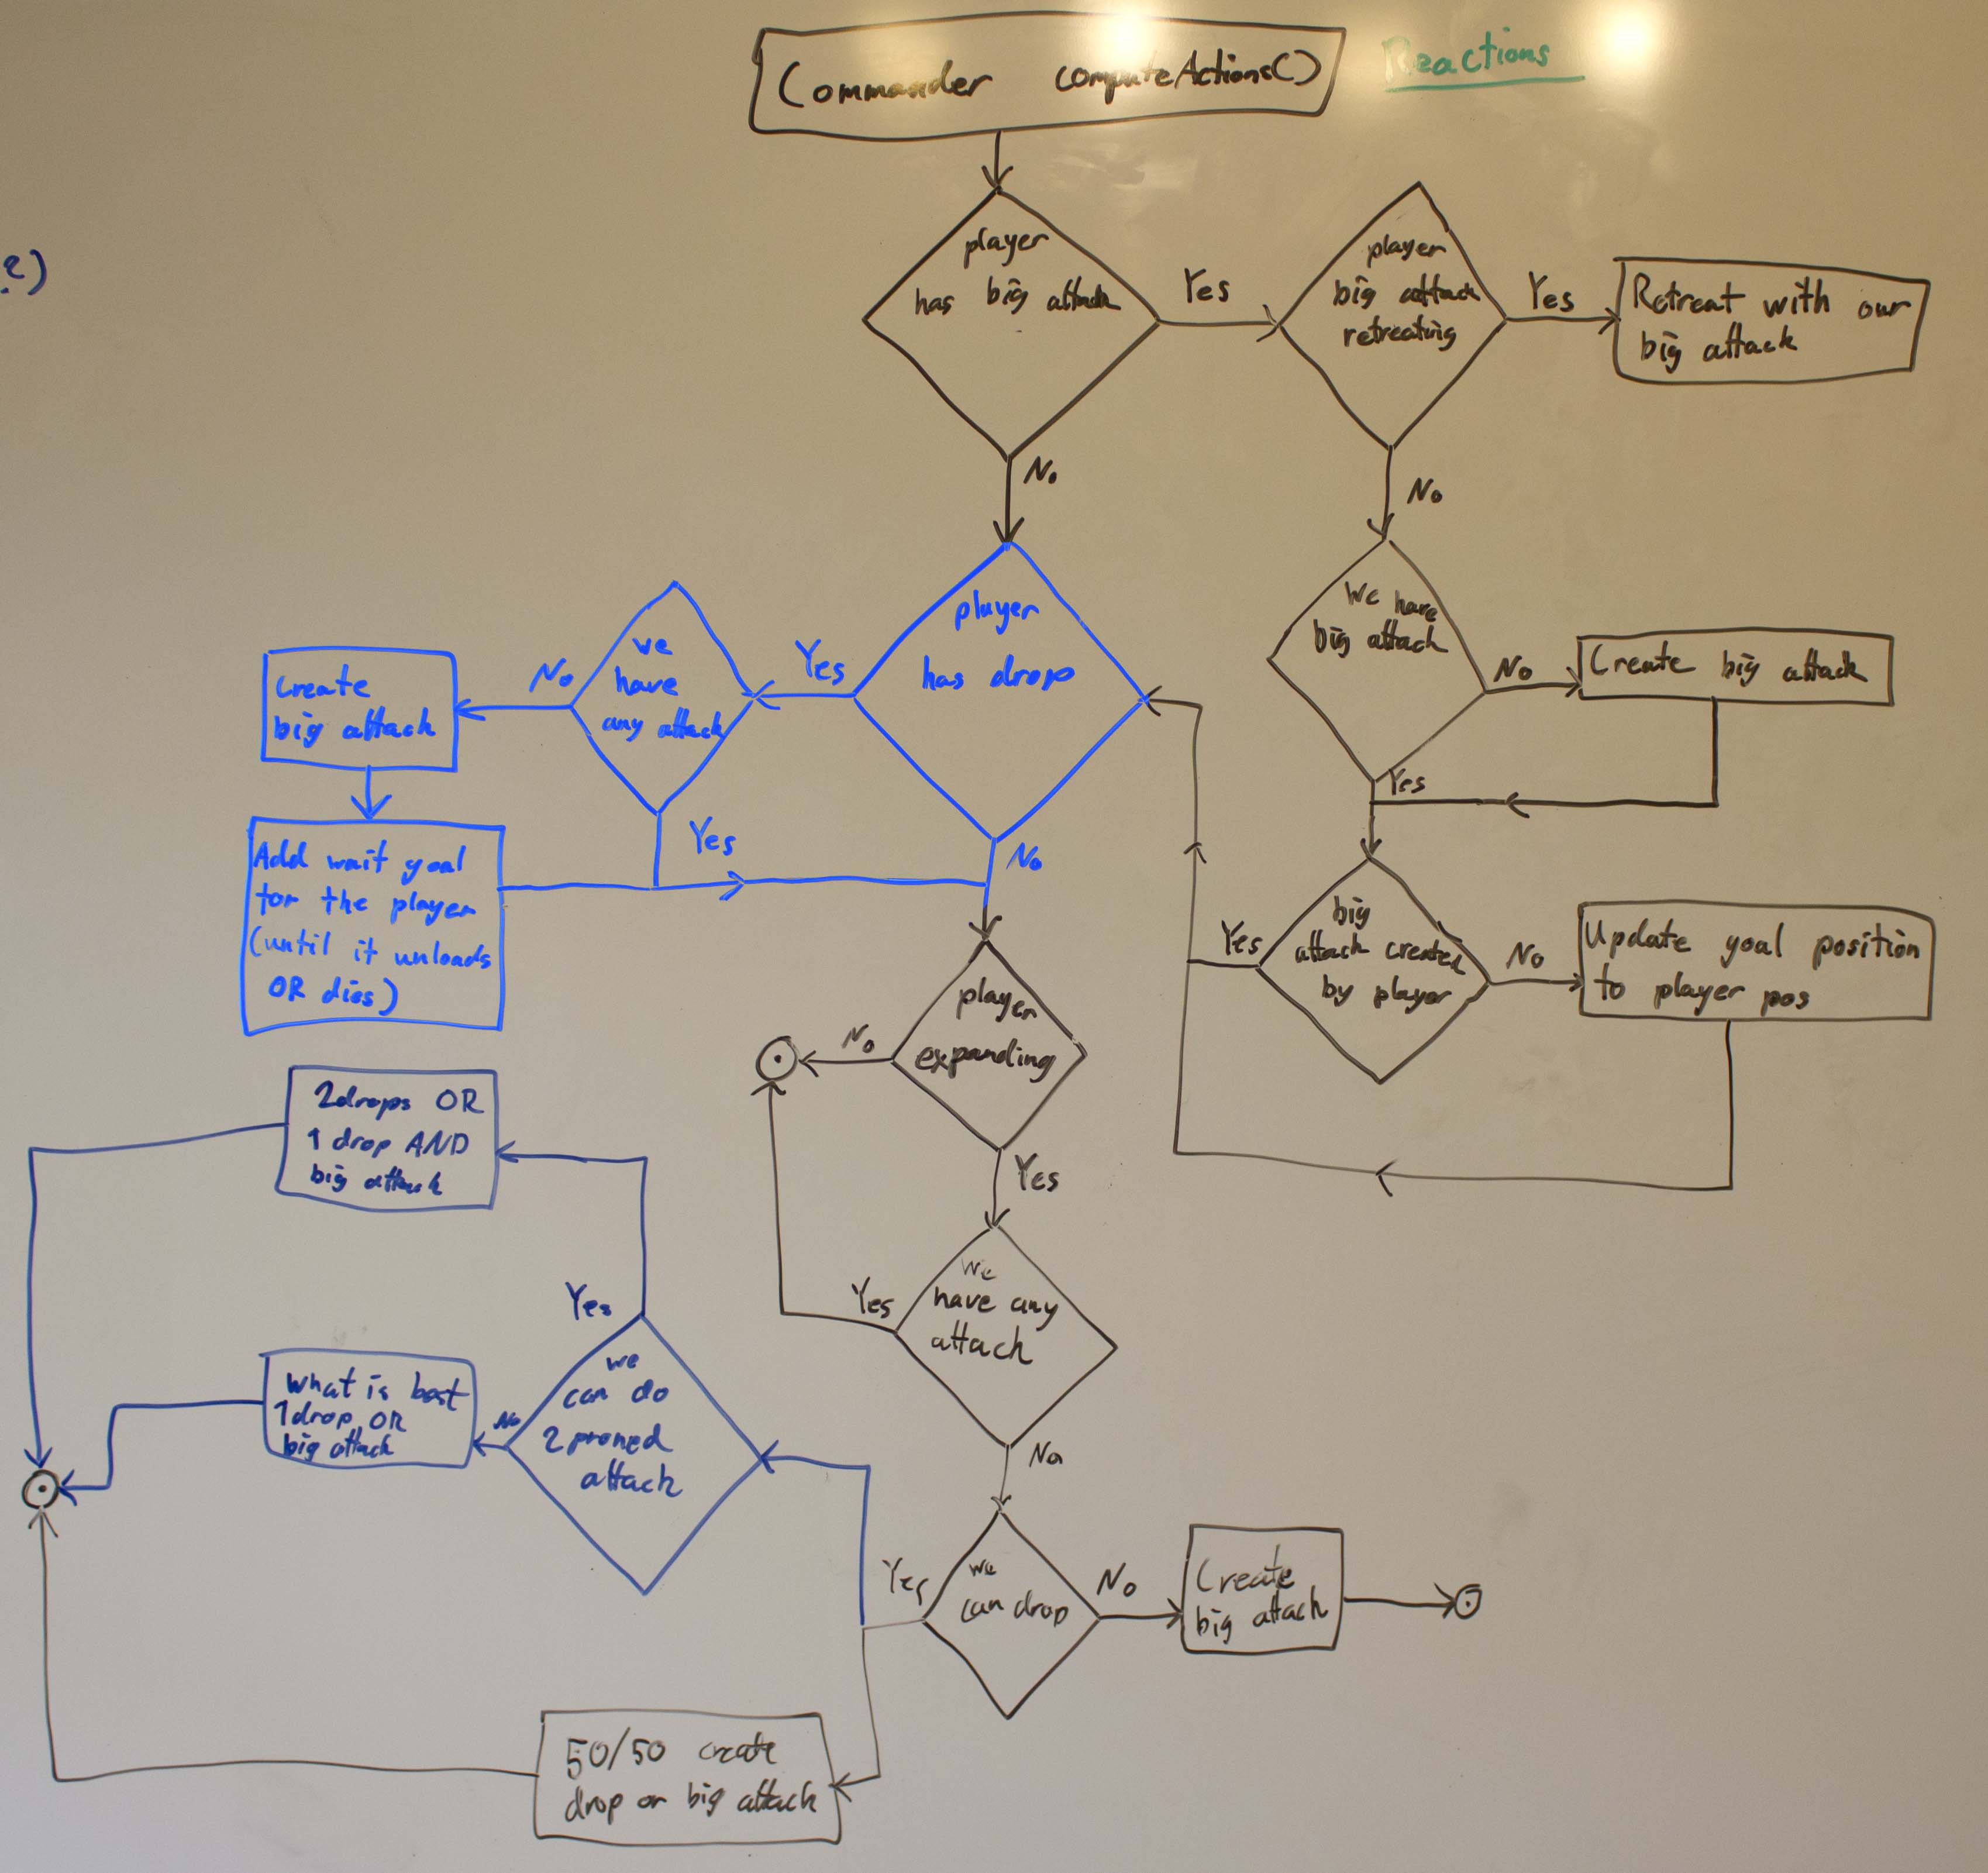 Commander computeActions()
Reactions
?)
player
has big attack
Yes
player
big attack
retreating
Yes
Retreat with our
big attack
No
No
We have
big attack
No
Create big attack
Yes
player
has drop
Yes
we
have
any attack
No
Create
big attack
Yes
No
Add wait goal
for the player
(until it unloads
OR dies)
big
attack created
by player
Yes
No
Update goal position
to player pos
player
expanding
No
Yes
2drops OR
1 drop AND
big attack
we
have any
attack
Yes
No
Yes
we
can do
2 proned
attack
No
What is best
1drop OR
big attack
we
can drop
Yes
No
Create
big attack
50/50 create
drop or big attack